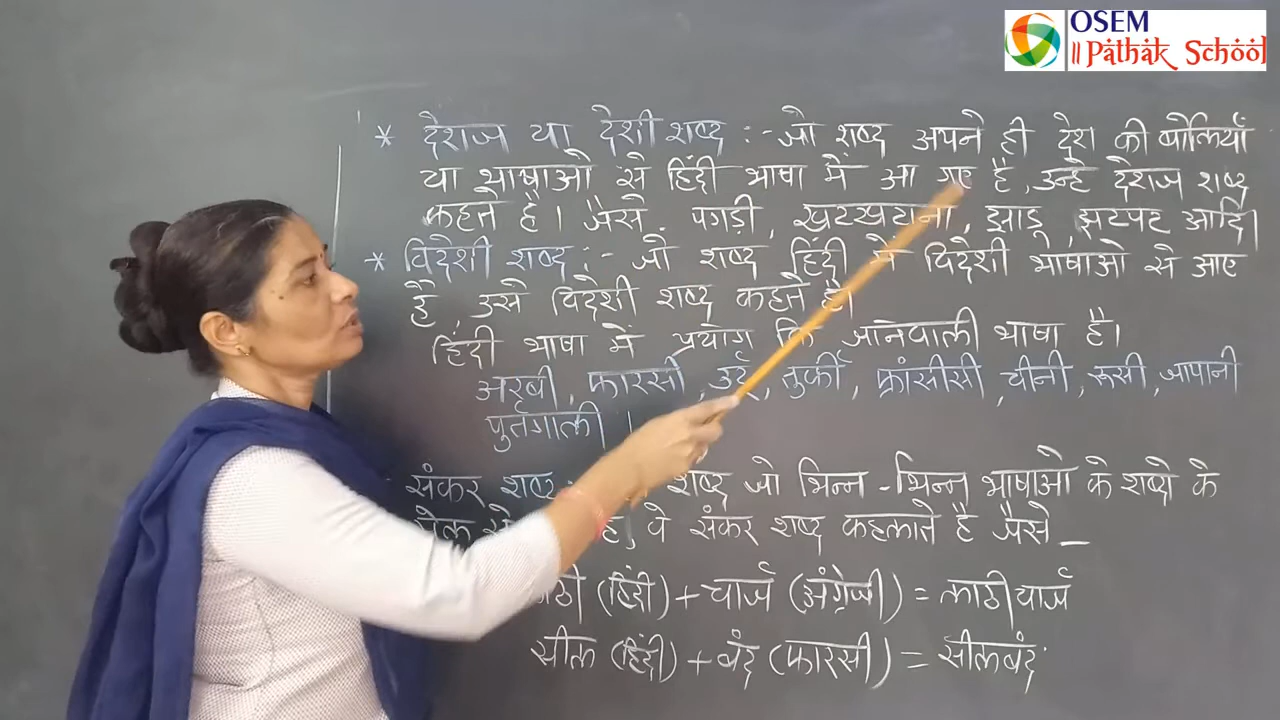 OSEM
॥ Pathak School
* देशज या देशी शब्द :- जो शब्द अपने ही देश की बोलियाँ
या भाषाओ से हिंदी भाषा में आ गए है, उन्हे देशज शब्द
कहते है। जैसे. पगड़ी, खटखटाना, झाडू, झटपट आदि।
* विदेशी शब्द :- जो शब्द हिंदी में विदेशी भाषाओ से आए
है, उसे विदेशी शब्द कहते है।
हिंदी भाषा में प्रयोग कि जानेवाली भाषा है।
अरबी, फारसी, उर्दू, तुर्की, फ्रांसीसी, चीनी, रूसी, जापानी
पुर्तगाली ।
संकर शब्द शब्द जो भिन्न - भिन्न भाषाओ के शब्दो के
है, वे संकर शब्द कहलाते है जैसे _
(हिंदी) + चार्ज (अंग्रेजी) = लाठीचार्ज
सील (हिंदी) + बंद (फारसी) = सीलबंद